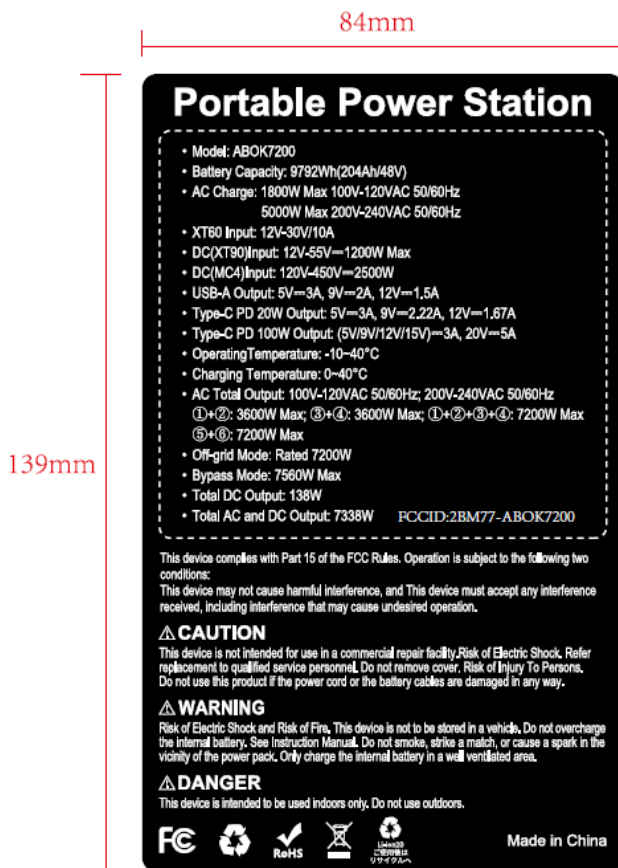 84mm
139mm
Portable Power Station
• Model: ABOK7200
• Battery Capacity: 9792Wh(204Ah/48V)
• AC Charge: 1800W Max 100V-120VAC 50/60Hz
5000W Max 200V-240VAC 50/60Hz
• XT60 Input: 12V-30V/10A
• DC(XT90)Input: 12V-55V⎓1200W Max
• DC(MC4)Input: 120V-450V⎓2500W
• USB-A Output: 5V⎓3A, 9V⎓2A, 12V⎓1.5A
• Type-C PD 20W Output: 5V⎓3A, 9V⎓2.22A, 12V⎓1.67A
• Type-C PD 100W Output: (5V/9V/12V/15V)⎓3A, 20V⎓5A
• OperatingTemperature: -10~40°C
• Charging Temperature: 0~40°C
• AC Total Output: 100V-120VAC 50/60Hz; 200V-240VAC 50/60Hz
①+②: 3600W Max; ③+④: 3600W Max; ①+②+③+④: 7200W Max
⑤+⑥: 7200W Max
• Off-grid Mode: Rated 7200W
• Bypass Mode: 7560W Max
• Total DC Output: 138W
• Total AC and DC Output: 7338W FCCID:2BM77-ABOK7200
This device complies with Part 15 of the FCC Rules. Operation is subject to the following two
conditions:
This device may not cause harmful interference, and This device must accept any interference
received, including interference that may cause undesired operation.
⚠CAUTION
This device is not intended for use in a commercial repair facility.Risk of Electric Shock. Refer
replacement to qualified service personnel. Do not remove cover. Risk of Injury To Persons.
Do not use this product if the power cord or the battery cables are damaged in any way.
⚠WARNING
Risk of Electric Shock and Risk of Fire. This device is not to be stored in a vehicle. Do not overcharge
the internal battery. See Instruction Manual. Do not smoke, strike a match, or cause a spark in the
vicinity of the power pack. Only charge the internal battery in a well ventilated area.
⚠DANGER
This device is intended to be used indoors only. Do not use outdoors.
FC
RoHS
Li-ion20
ご使用後は
リサイクルへ
Made in China